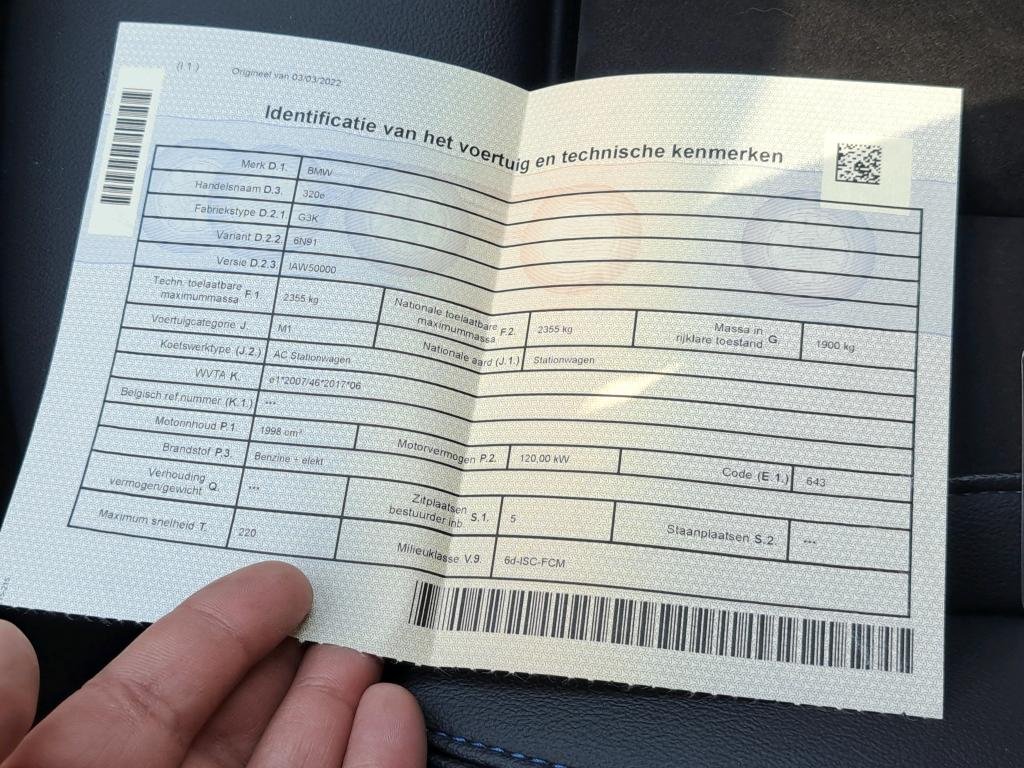 (I.1.)
Origineel van 03/03/2022
Identificatie van het voertuig en technische kenmerken
Merk D.1. BMW
Handelsnaam D.3. 320e
Fabriekstype D.2.1 G3K
Variant D.2.2. 6N91
Versie D.2.3. IAW50000
Techn. toelaatbare maximummassa F.1 2355 kg Nationale toelaatbare maximummassa F.2. 2355 kg Massa in rijklare toestand G. 1900 kg
Voertuigcategorie J. M1 Nationale aard (J.1.) Stationwagen
Koetswerktype (J.2.) AC Stationwagen
WVTA K. e1*2007/46*2017*06
Belgisch ref.nummer (K.1.) ---
Motorinhoud P.1. 1998 cm³ Motorvermogen P.2. 120,00 kW Code (E.1.) 643
Brandstof P.3. Benzine + elekt
Verhouding vermogen/gewicht Q. --- Zitplaatsen bestuurder inb. S.1. 5 Staanplaatsen S.2. ---
Maximum snelheid T. 220 Milieuklasse V.9. 6d-ISC-FCM